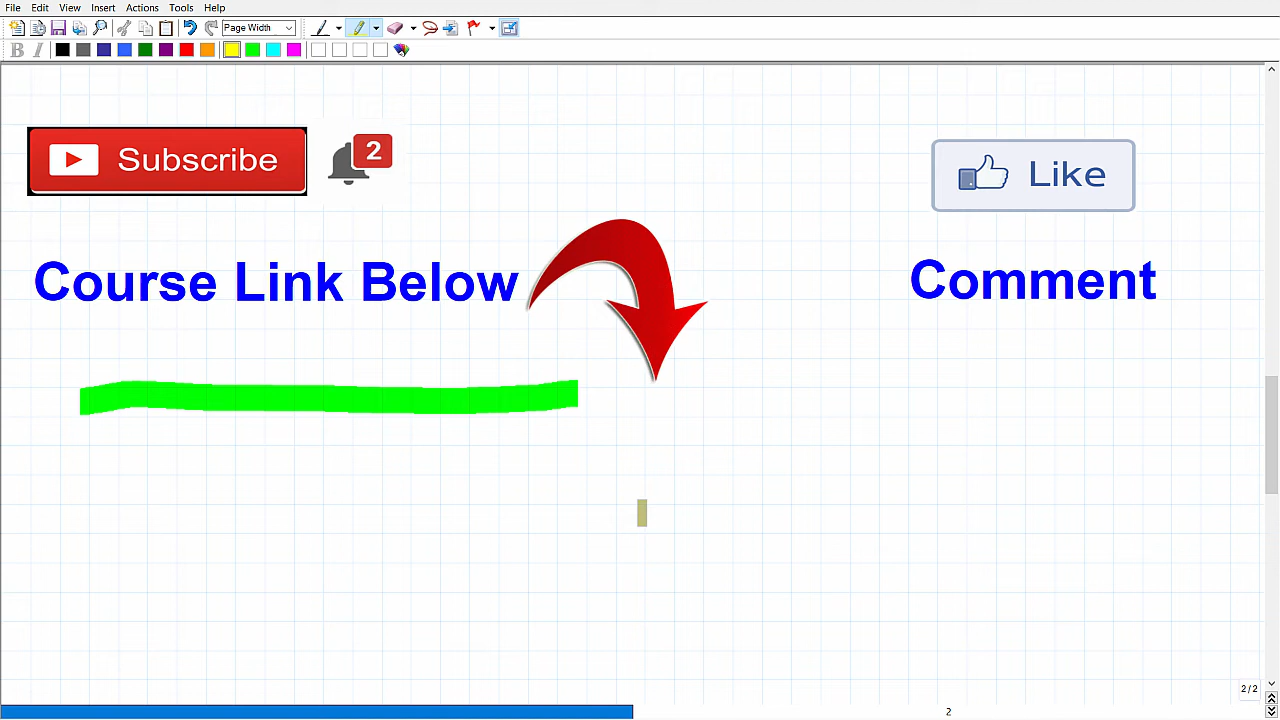 File Edit View Insert Actions Tools Help
Page Width
B I
Subscribe 2
Like
Course Link Below
Comment
2/2
2